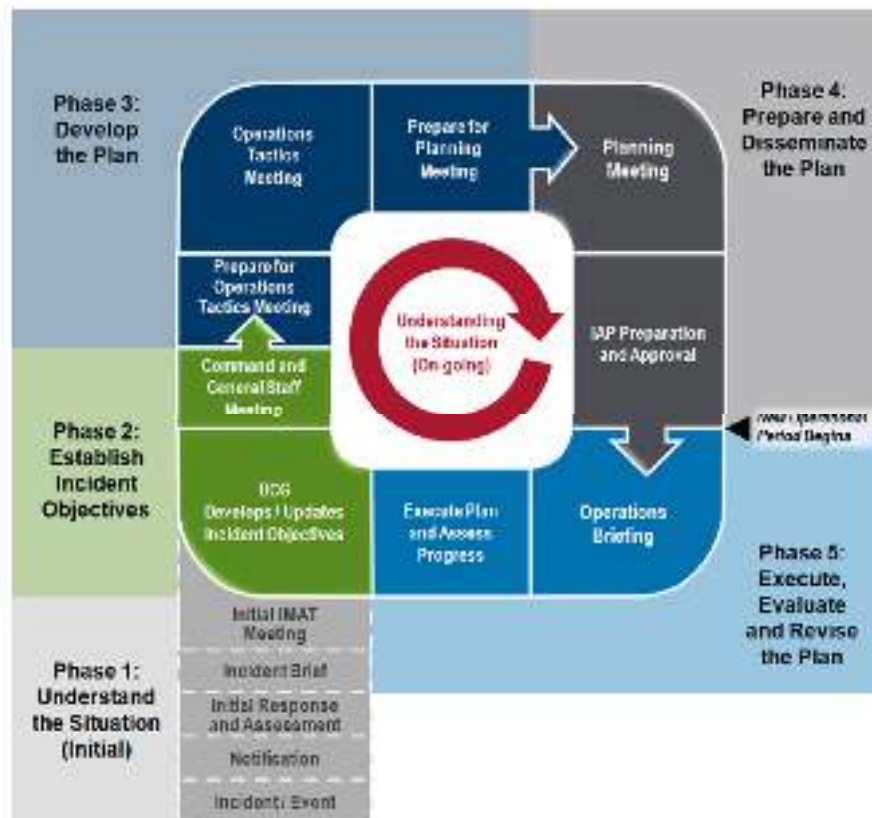 Phase 3:
Develop
the Plan
Operations
Tactics
Meeting
Prepare for
Planning
Meeting
Planning
Meeting
Phase 4:
Prepare and
Disseminate
the Plan
Prepare for
Operations
Tactics Meeting
Understanding
the Situation
(On-going)
IAP Preparation
and Approval
Command and
General Staff
Meeting
Phase 2:
Establish
Incident
Objectives
New Operational
Period Begins
UCG
Develops / Updates
Incident Objectives
Execute Plan
and Assess
Progress
Operations
Briefing
Phase 5:
Execute,
Evaluate
and Revise
the Plan
Phase 1:
Understand
the Situation
(Initial)
Initial IMAT
Meeting
Incident Brief
Initial Response
and Assessment
Notification
Incident / Event